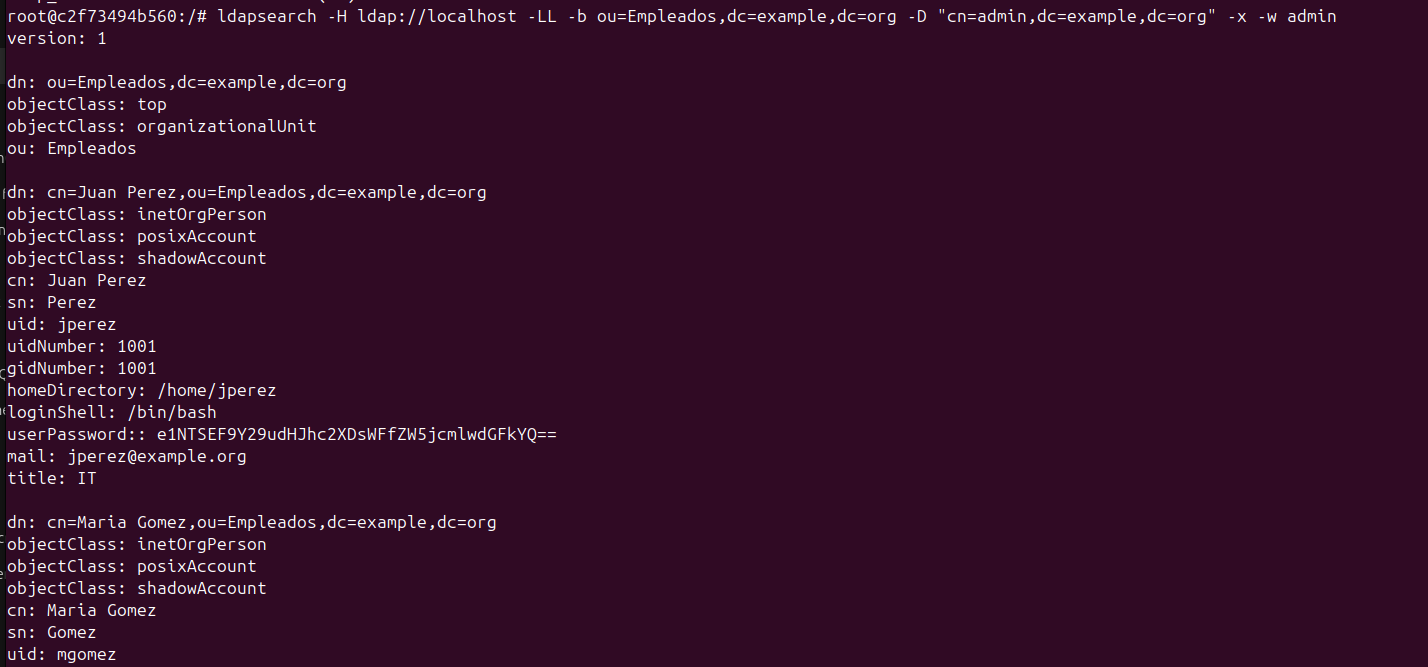 root@c2f73494b560:/# ldapsearch -H ldap://localhost -LL -b ou=Empleados,dc=example,dc=org -D "cn=admin,dc=example,dc=org" -x -w admin
version: 1
dn: ou=Empleados,dc=example,dc=org
objectClass: top
objectClass: organizationalUnit
ou: Empleados
dn: cn=Juan Perez,ou=Empleados,dc=example,dc=org
objectClass: inetOrgPerson
objectClass: posixAccount
objectClass: shadowAccount
cn: Juan Perez
sn: Perez
uid: jperez
uidNumber: 1001
gidNumber: 1001
homeDirectory: /home/jperez
loginShell: /bin/bash
userPassword:: e1NTSEF9Y29udHJhc2XDsWFfZW5jcmlwdGFkYQ==
mail: jperez@example.org
title: IT
dn: cn=Maria Gomez,ou=Empleados,dc=example,dc=org
objectClass: inetOrgPerson
objectClass: posixAccount
objectClass: shadowAccount
cn: Maria Gomez
sn: Gomez
uid: mgomez